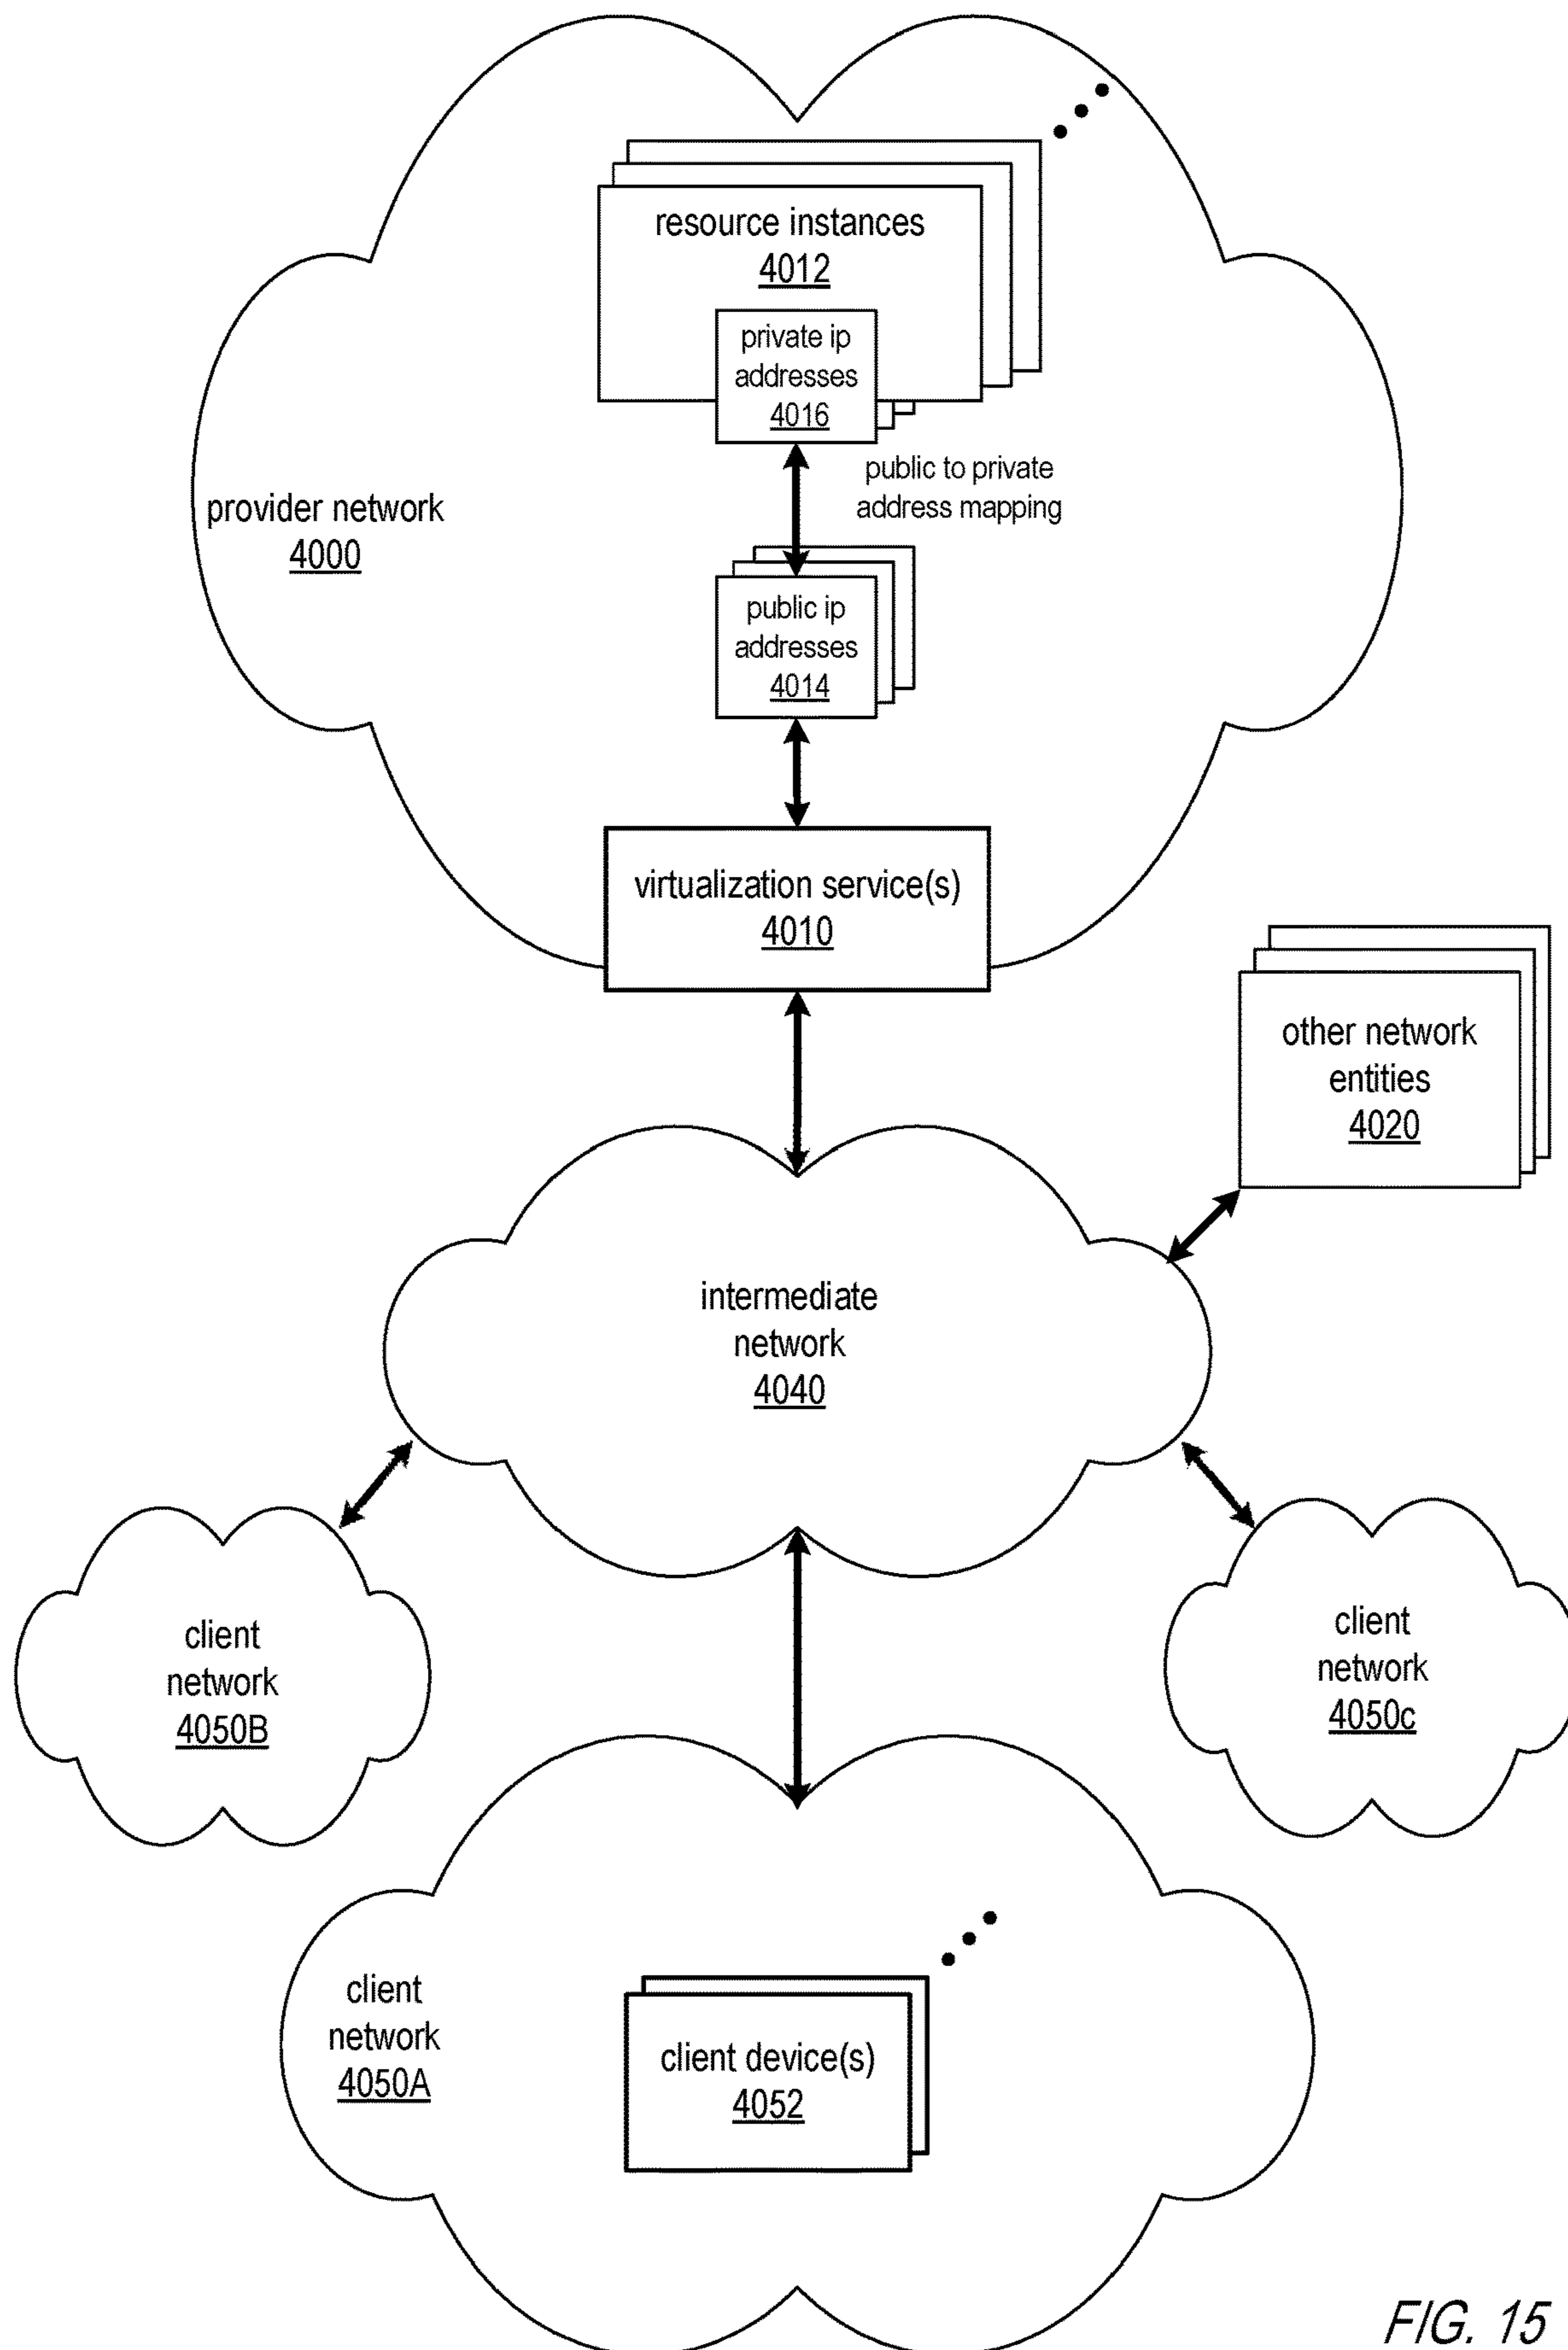 resource instances
4012
private ip
addresses
4016
public to private
address mapping
provider network
4000
public ip
addresses
4014
virtualization service(s)
4010
other network
entities
4020
intermediate
network
4040
client
network
4050B
client
network
4050c
client
network
4050A
client device(s)
4052
FIG. 15